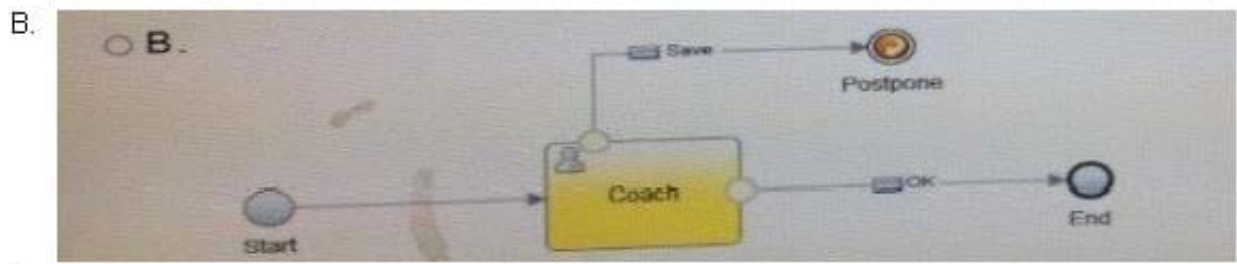 B.
B.
Save
Postpone
Coach
OK
Start
End